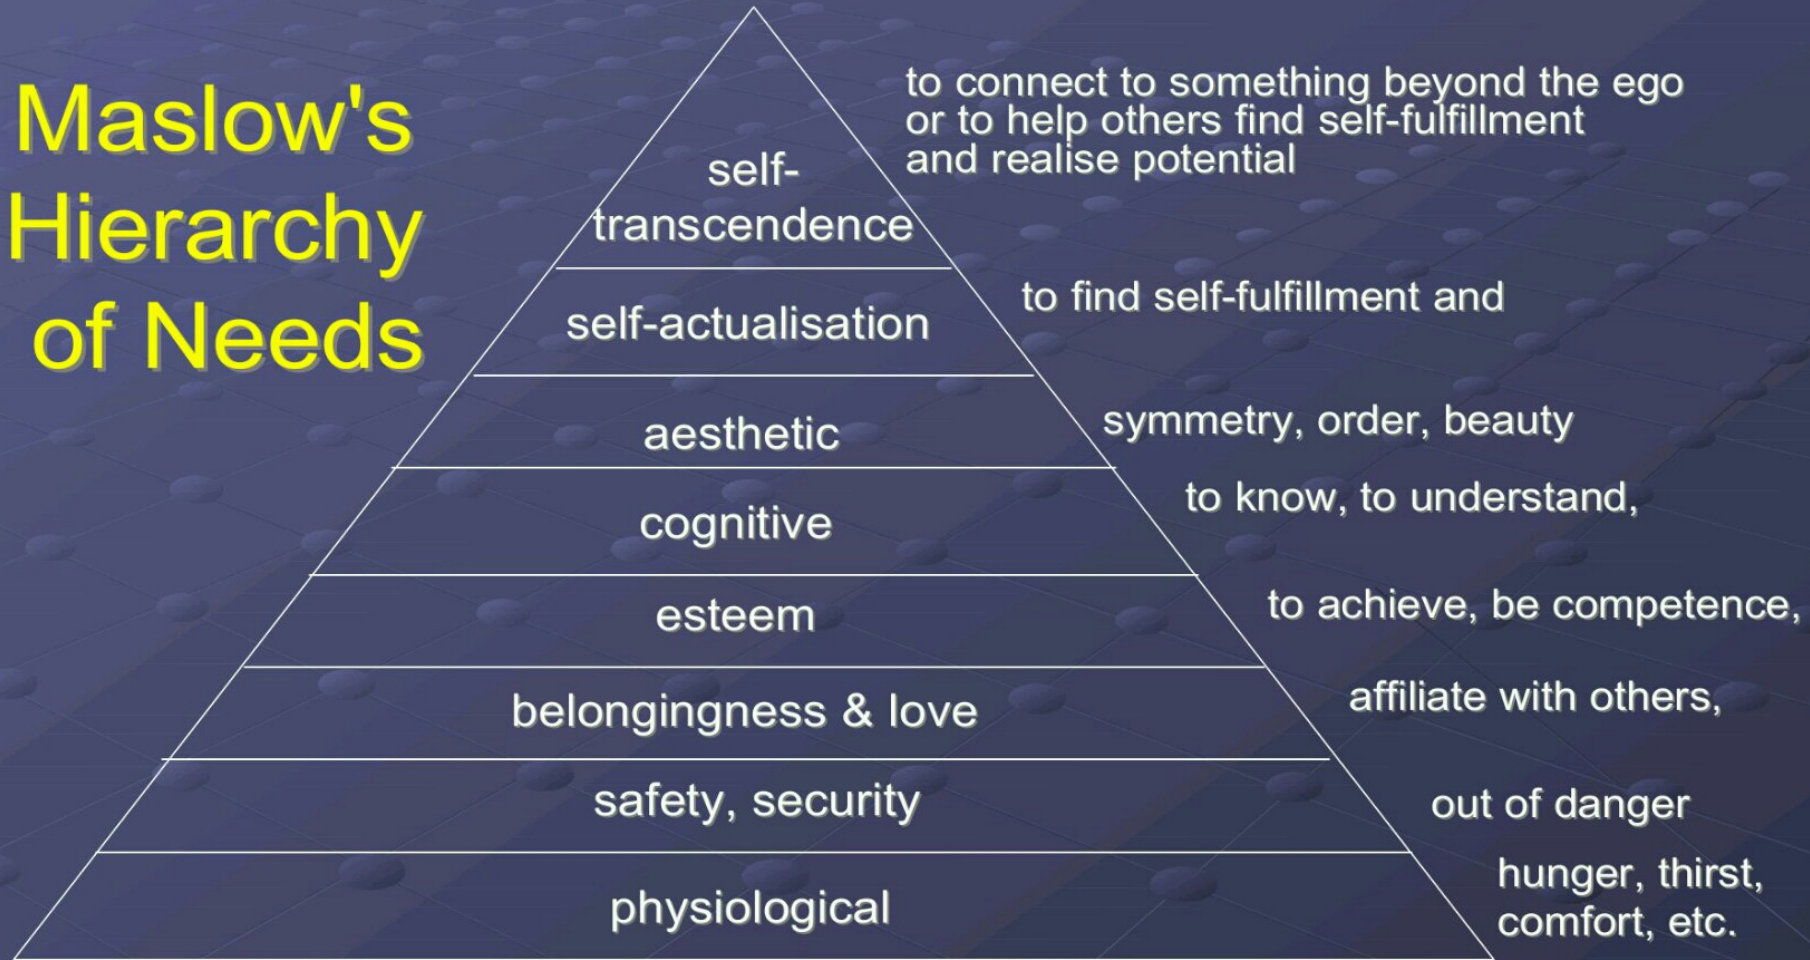 Maslow's
Hierarchy
of Needs
to connect to something beyond the ego
or to help others find self-fulfillment
and realise potential
self-
transcendence
to find self-fulfillment and
self-actualisation
symmetry, order, beauty
aesthetic
to know, to understand,
cognitive
to achieve, be competence,
esteem
affiliate with others,
belongingness & love
out of danger
safety, security
hunger, thirst,
comfort, etc.
physiological